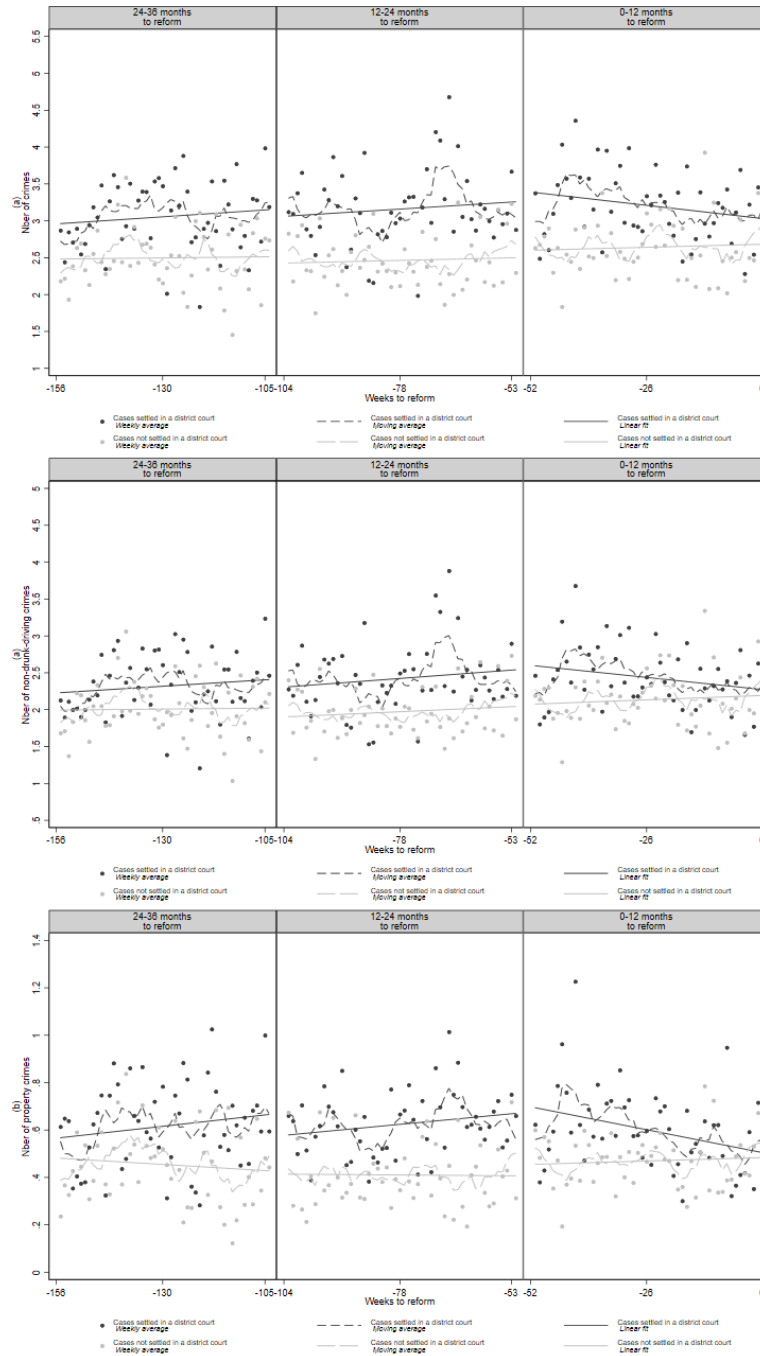 24-36 months
to reform
12-24 months
to reform
0-12 months
to reform
(a)
Nber of crimes
5.5
5
4.5
4
3.5
3
2.5
2
1.5
1
-156
-130
-105
-104
-78
-53
-52
-26
0
Weeks to reform
Cases settled in a district court
Weekly average
Cases settled in a district court
Moving average
Cases settled in a district court
Linear fit
Cases not settled in a district court
Weekly average
Cases not settled in a district court
Moving average
Cases not settled in a district court
Linear fit
24-36 months
to reform
12-24 months
to reform
0-12 months
to reform
(a)
Nber of non-drunk-driving crimes
5
4.5
4
3.5
3
2.5
2
1.5
1
.5
-156
-130
-105
-104
-78
-53
-52
-26
0
Weeks to reform
Cases settled in a district court
Weekly average
Cases settled in a district court
Moving average
Cases settled in a district court
Linear fit
Cases not settled in a district court
Weekly average
Cases not settled in a district court
Moving average
Cases not settled in a district court
Linear fit
24-36 months
to reform
12-24 months
to reform
0-12 months
to reform
(b)
Nber of property crimes
1.4
1.2
1
.8
.6
.4
.2
0
-156
-130
-105
-104
-78
-53
-52
-26
0
Weeks to reform
Cases settled in a district court
Weekly average
Cases settled in a district court
Moving average
Cases settled in a district court
Linear fit
Cases not settled in a district court
Weekly average
Cases not settled in a district court
Moving average
Cases not settled in a district court
Linear fit